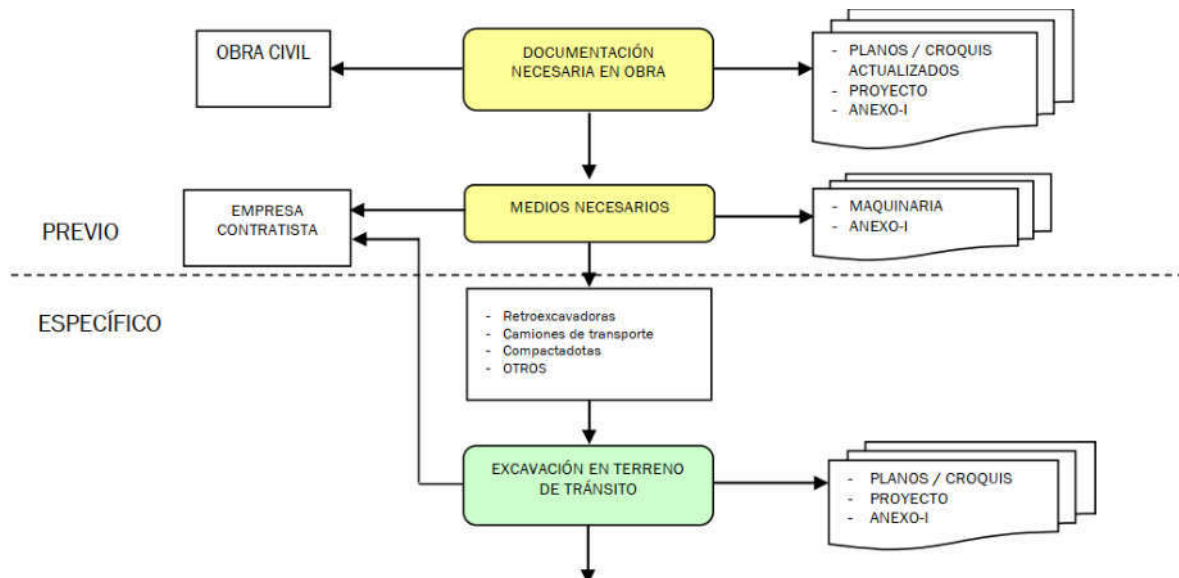 OBRA CIVIL
DOCUMENTACIÓN
NECESARIA EN OBRA
- PLANOS / CROQUIS
ACTUALIZADOS
- PROYECTO
- ANEXO-I
PREVIO
EMPRESA
CONTRATISTA
MEDIOS NECESARIOS
- MAQUINARIA
- ANEXO-I
ESPECÍFICO
- Retroexcavadoras
- Camiones de transporte
- Compactadotas
- OTROS
EXCAVACIÓN EN TERRENO
DE TRÁNSITO
- PLANOS / CROQUIS
- PROYECTO
- ANEXO-I